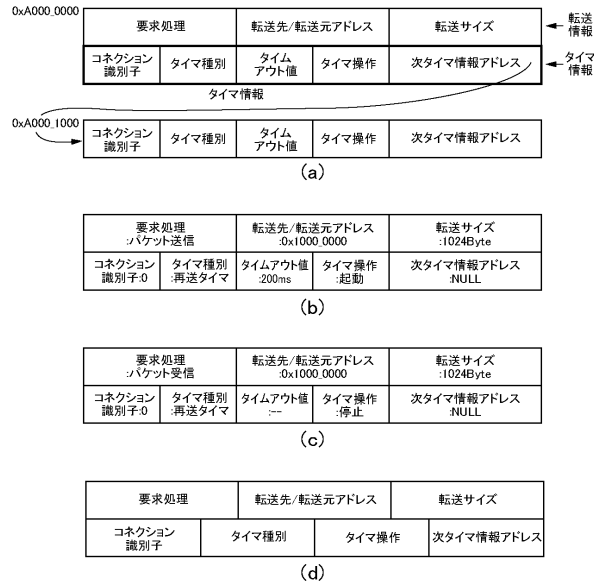 0xA000_0000
要求処理 転送先/転送元アドレス 転送サイズ
転送
情報
コネクション
識別子
タイマ種別
タイム
アウト値
タイマ操作
次タイマ情報アドレス
タイマ
情報
タイマ情報
0xA000_1000
コネクション
識別子
タイマ種別
タイム
アウト値
タイマ操作
次タイマ情報アドレス
(a)
要求処理
:パケット送信
転送先/転送元アドレス
:0x1000_0000
転送サイズ
:1024Byte
コネクション
識別子:0
タイマ種別
:再送タイマ
タイムアウト値
:200ms
タイマ操作
:起動
次タイマ情報アドレス
:NULL
(b)
要求処理
:パケット受信
転送先/転送元アドレス
:0x1000_0000
転送サイズ
:1024Byte
コネクション
識別子:0
タイマ種別
:再送タイマ
タイムアウト値
:--
タイマ操作
:停止
次タイマ情報アドレス
:NULL
(c)
要求処理 転送先/転送元アドレス 転送サイズ
コネクション
識別子
タイマ種別
タイマ操作
次タイマ情報アドレス
(d)